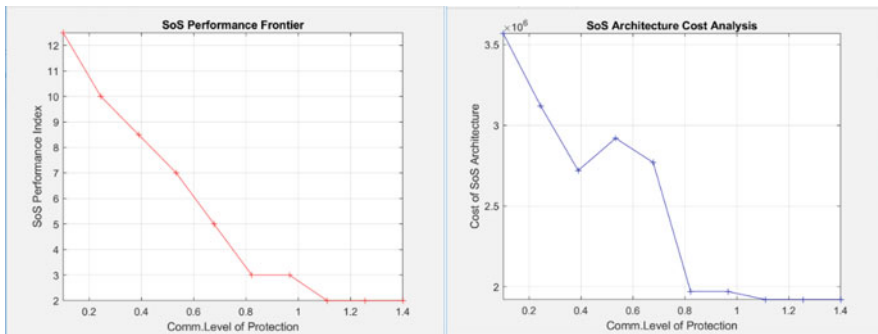 SoS Performance Frontier
SoS Performance Index
12
11
10
9
8
7
6
5
4
3
2
0.2 0.4 0.6 0.8 1 1.2 1.4
Comm.Level of Protection
SoS Architecture Cost Analysis
×10⁶
Cost of SoS Architecture
3.5
3
2.5
2
0.2 0.4 0.6 0.8 1 1.2 1.4
Comm.Level of Protection